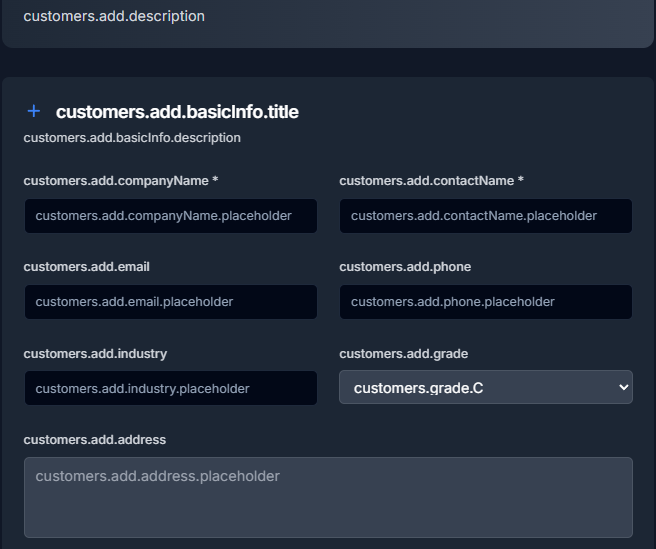 customers.add.description
+ customers.add.basicInfo.title
customers.add.basicInfo.description
customers.add.companyName * customers.add.contactName *
customers.add.companyName.placeholder customers.add.contactName.placeholder
customers.add.email customers.add.phone
customers.add.email.placeholder customers.add.phone.placeholder
customers.add.industry customers.add.grade
customers.add.industry.placeholder customers.grade.C
customers.add.address
customers.add.address.placeholder